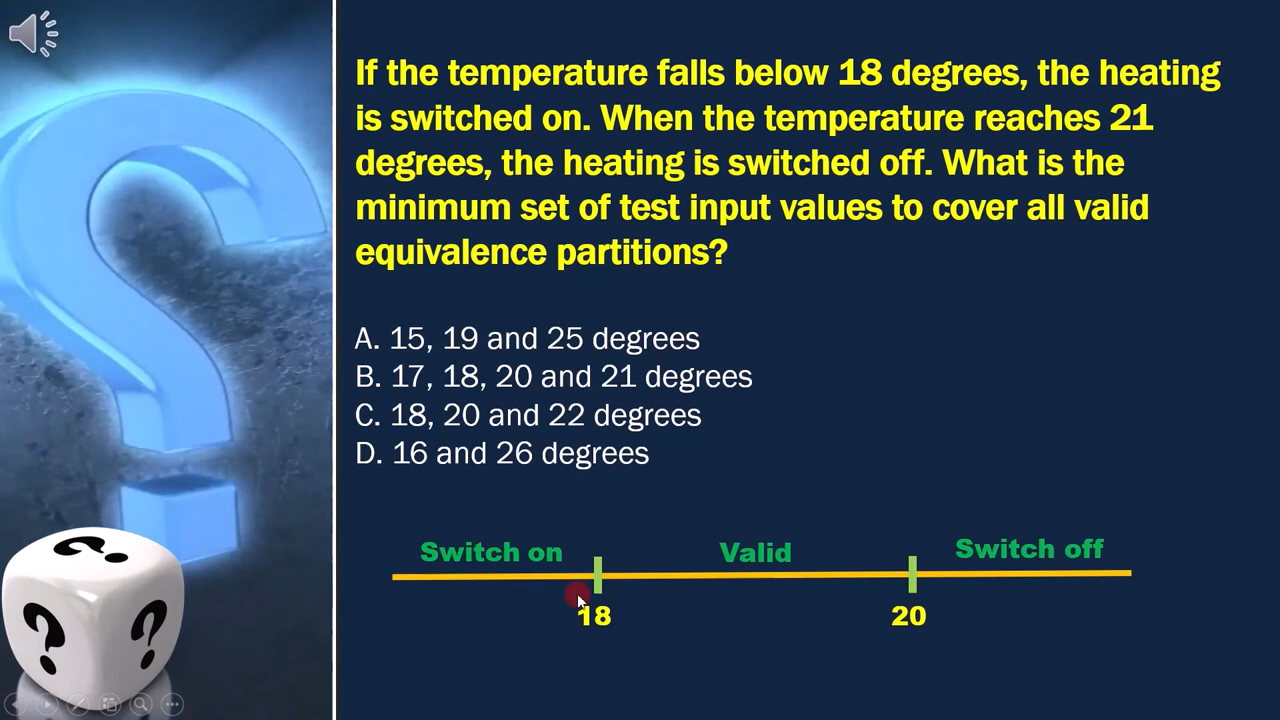 If the temperature falls below 18 degrees, the heating
is switched on. When the temperature reaches 21
degrees, the heating is switched off. What is the
minimum set of test input values to cover all valid
equivalence partitions?
A. 15, 19 and 25 degrees
B. 17, 18, 20 and 21 degrees
C. 18, 20 and 22 degrees
D. 16 and 26 degrees
Switch on Valid Switch off
18 20
? ? ?